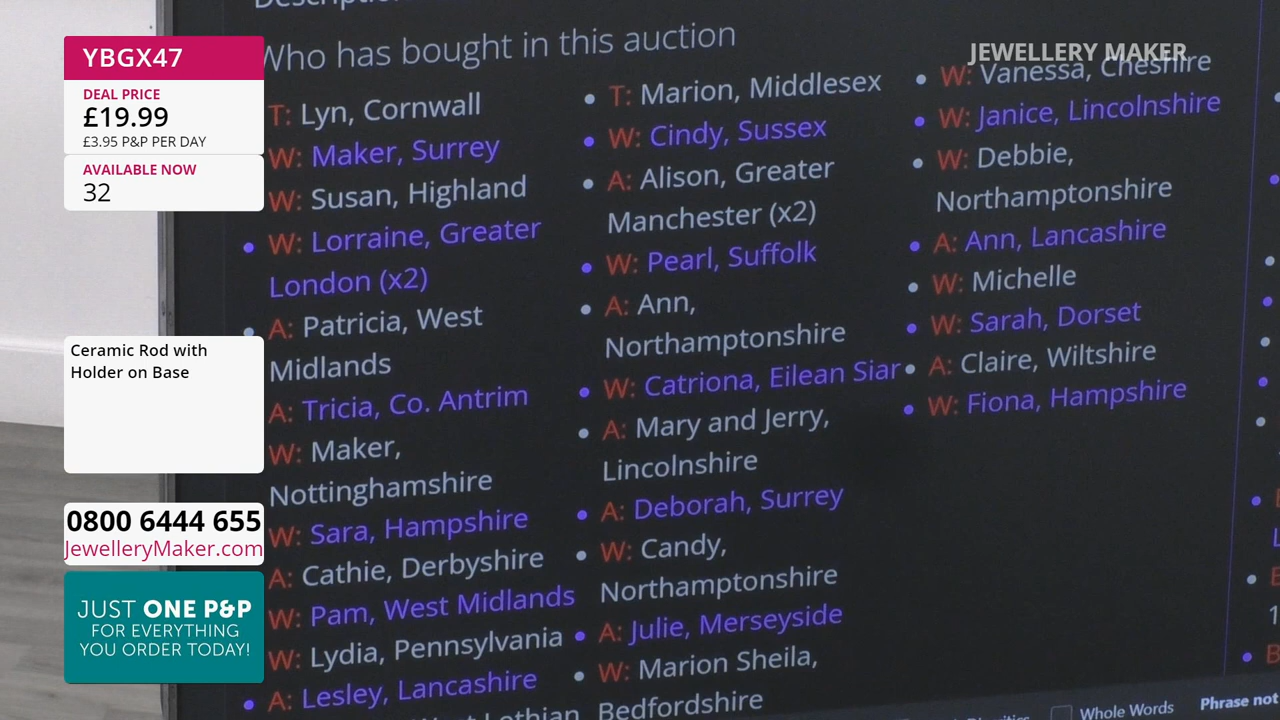 YBGX47
DEAL PRICE
£19.99
£3.95 P&P PER DAY
AVAILABLE NOW
32
Ceramic Rod with
Holder on Base
0800 6444 655
JewelleryMaker.com
JUST ONE P&P
FOR EVERYTHING
YOU ORDER TODAY!
JEWELLERY MAKER
Who has bought in this auction
T: Lyn, Cornwall
W: Maker, Surrey
W: Susan, Highland
W: Lorraine, Greater
London (x2)
A: Patricia, West
Midlands
A: Tricia, Co. Antrim
W: Maker,
Nottinghamshire
W: Sara, Hampshire
A: Cathie, Derbyshire
W: Pam, West Midlands
W: Lydia, Pennsylvania
A: Lesley, Lancashire
Lothian
T: Marion, Middlesex
W: Cindy, Sussex
A: Alison, Greater
Manchester (x2)
W: Pearl, Suffolk
A: Ann,
Northamptonshire
W: Catriona, Eilean Siar
A: Mary and Jerry,
Lincolnshire
A: Deborah, Surrey
W: Candy,
Northamptonshire
A: Julie, Merseyside
W: Marion Sheila,
Bedfordshire
W: Vanessa, Cheshire
W: Janice, Lincolnshire
W: Debbie,
Northamptonshire
A: Ann, Lancashire
W: Michelle
W: Sarah, Dorset
A: Claire, Wiltshire
W: Fiona, Hampshire
Whole Words
Phrase not